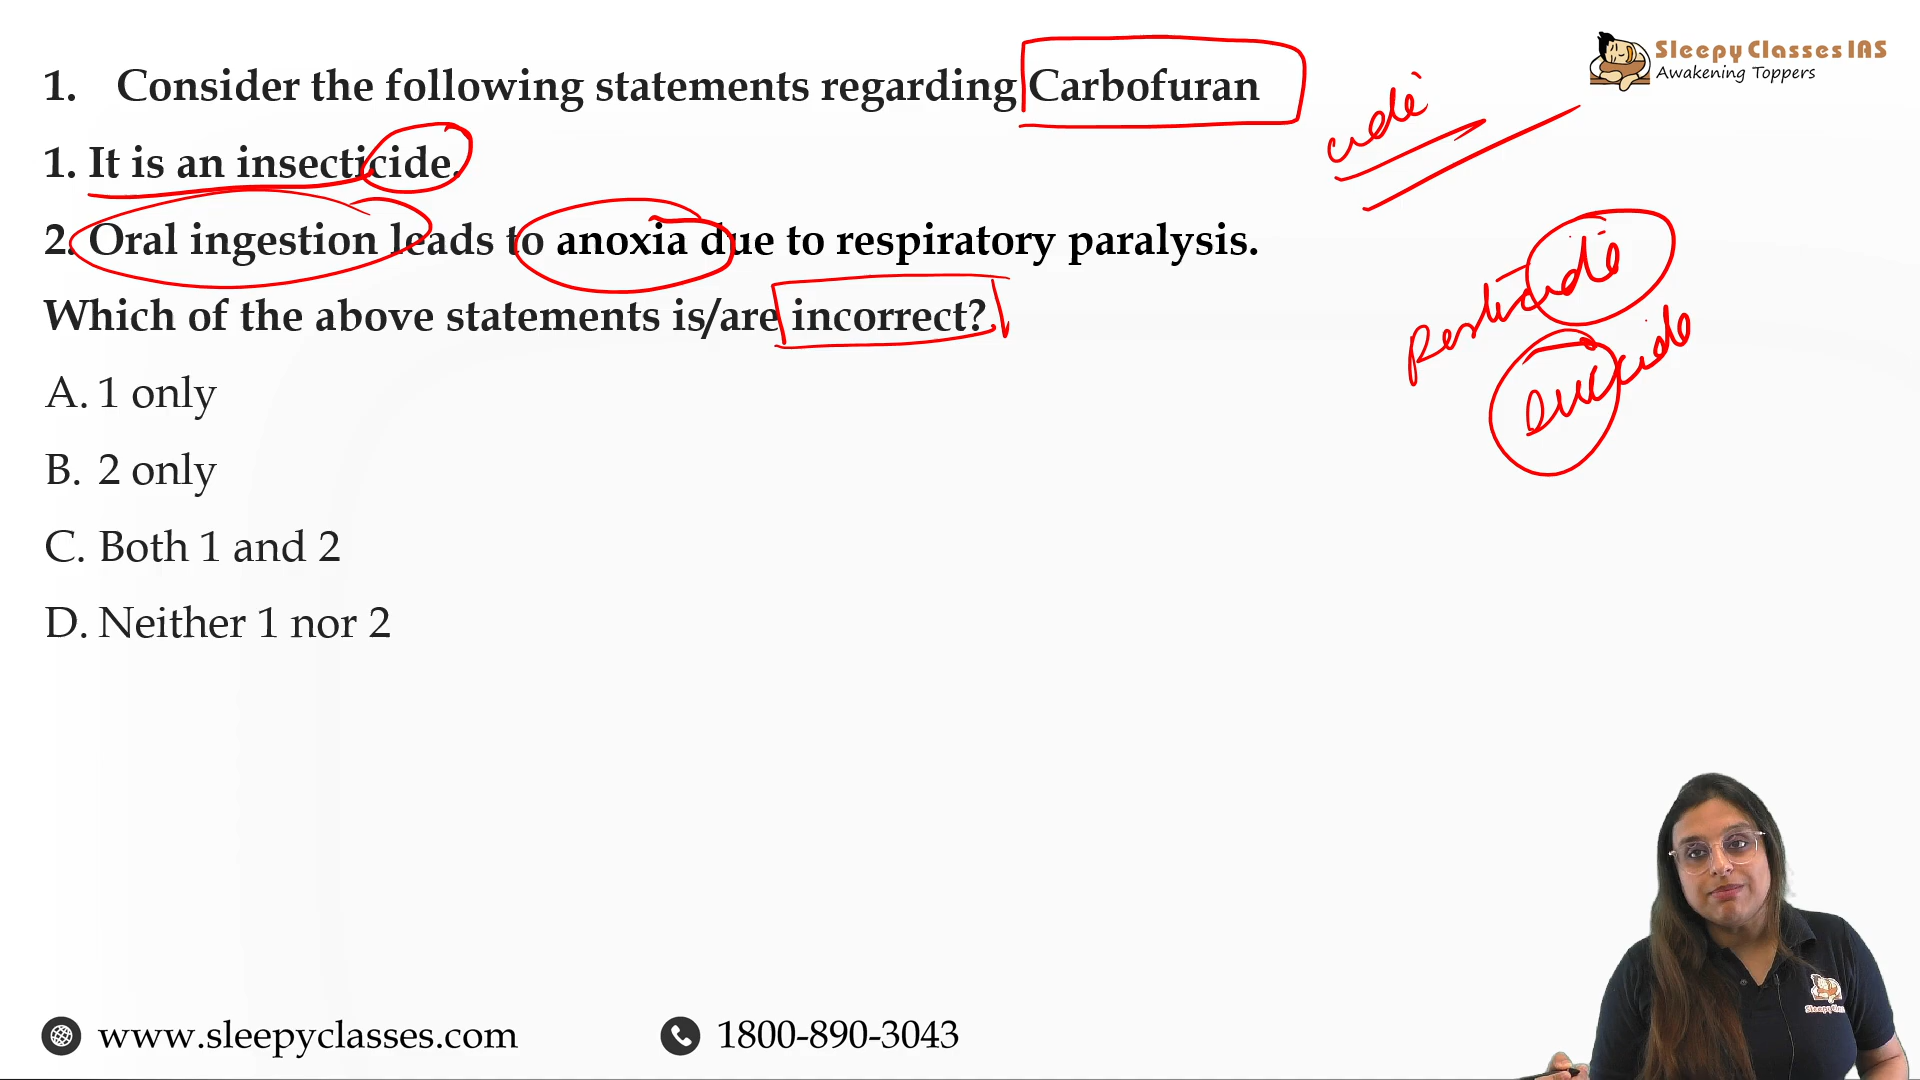 Sleepy Classes IAS
Awakening Toppers
1. Consider the following statements regarding Carbofuran
cide
1. It is an insecticide.
2. Oral ingestion leads to anoxia due to respiratory paralysis.
Pesticide
Which of the above statements is/are incorrect?
A. 1 only
B. 2 only
C. Both 1 and 2
D. Neither 1 nor 2
www.sleepyclasses.com
1800-890-3043